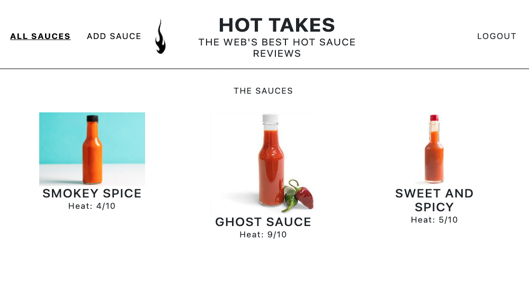 ALL SAUCES
ADD SAUCE
HOT TAKES
THE WEB'S BEST HOT SAUCE
REVIEWS
LOGOUT
THE SAUCES
SMOKEY SPICE
Heat: 4/10
GHOST SAUCE
Heat: 9/10
SWEET AND
SPICY
Heat: 5/10